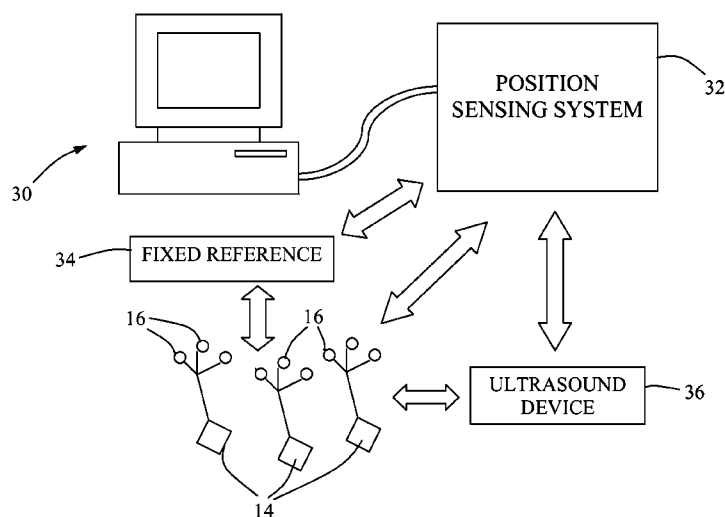 POSITION
SENSING SYSTEM
32
30
34
FIXED REFERENCE
16
16
ULTRASOUND
DEVICE
36
14